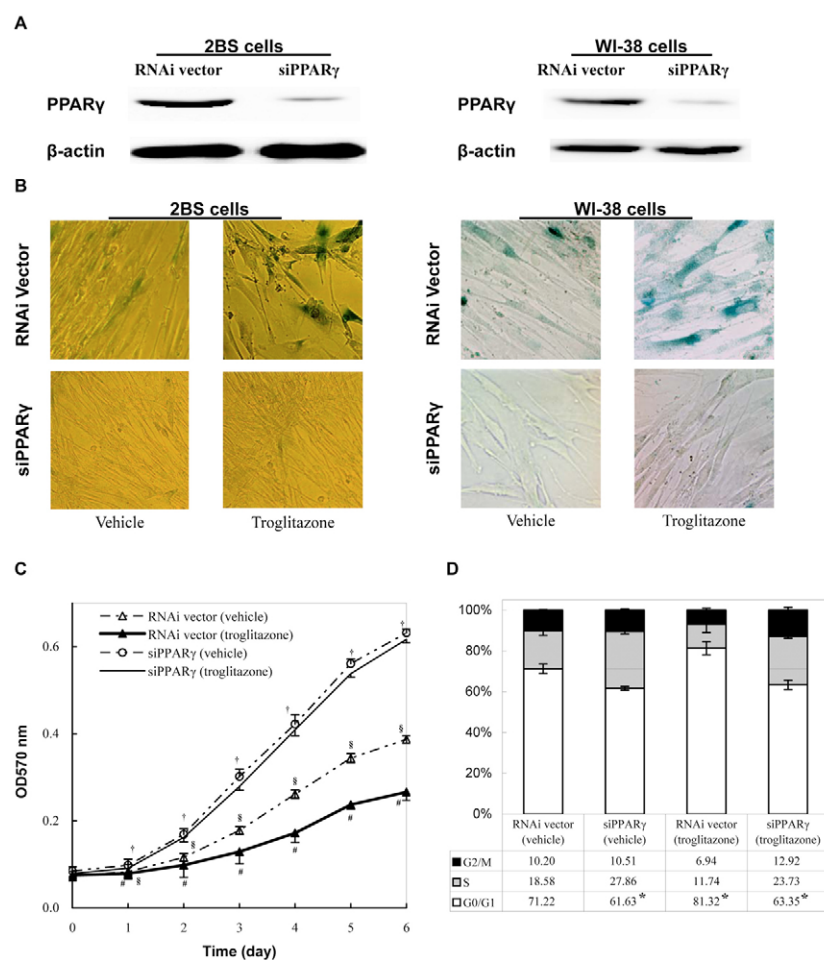 A
2BS cells
WI-38 cells
RNAi vector siPPARγ
RNAi vector siPPARγ
PPARγ
PPARγ
β-actin
β-actin
B
2BS cells
WI-38 cells
RNAi Vector
RNAi Vector
siPPARγ
siPPARγ
Vehicle Troglitazone
Vehicle Troglitazone
C
RNAi vector (vehicle)
RNAi vector (troglitazone)
siPPARγ (vehicle)
siPPARγ (troglitazone)
OD570 nm
0.6
0.4
0.2
0.0
† † † † † †
§ § § § § §
# # # # # #
0 1 2 3 4 5 6
Time (day)
D
100%
80%
60%
40%
20%
0%
RNAi vector (vehicle) siPPARγ (vehicle) RNAi vector (troglitazone) siPPARγ (troglitazone)
G2/M 10.20 10.51 6.94 12.92
S 18.58 27.86 11.74 23.73
G0/G1 71.22 61.63* 81.32* 63.35*